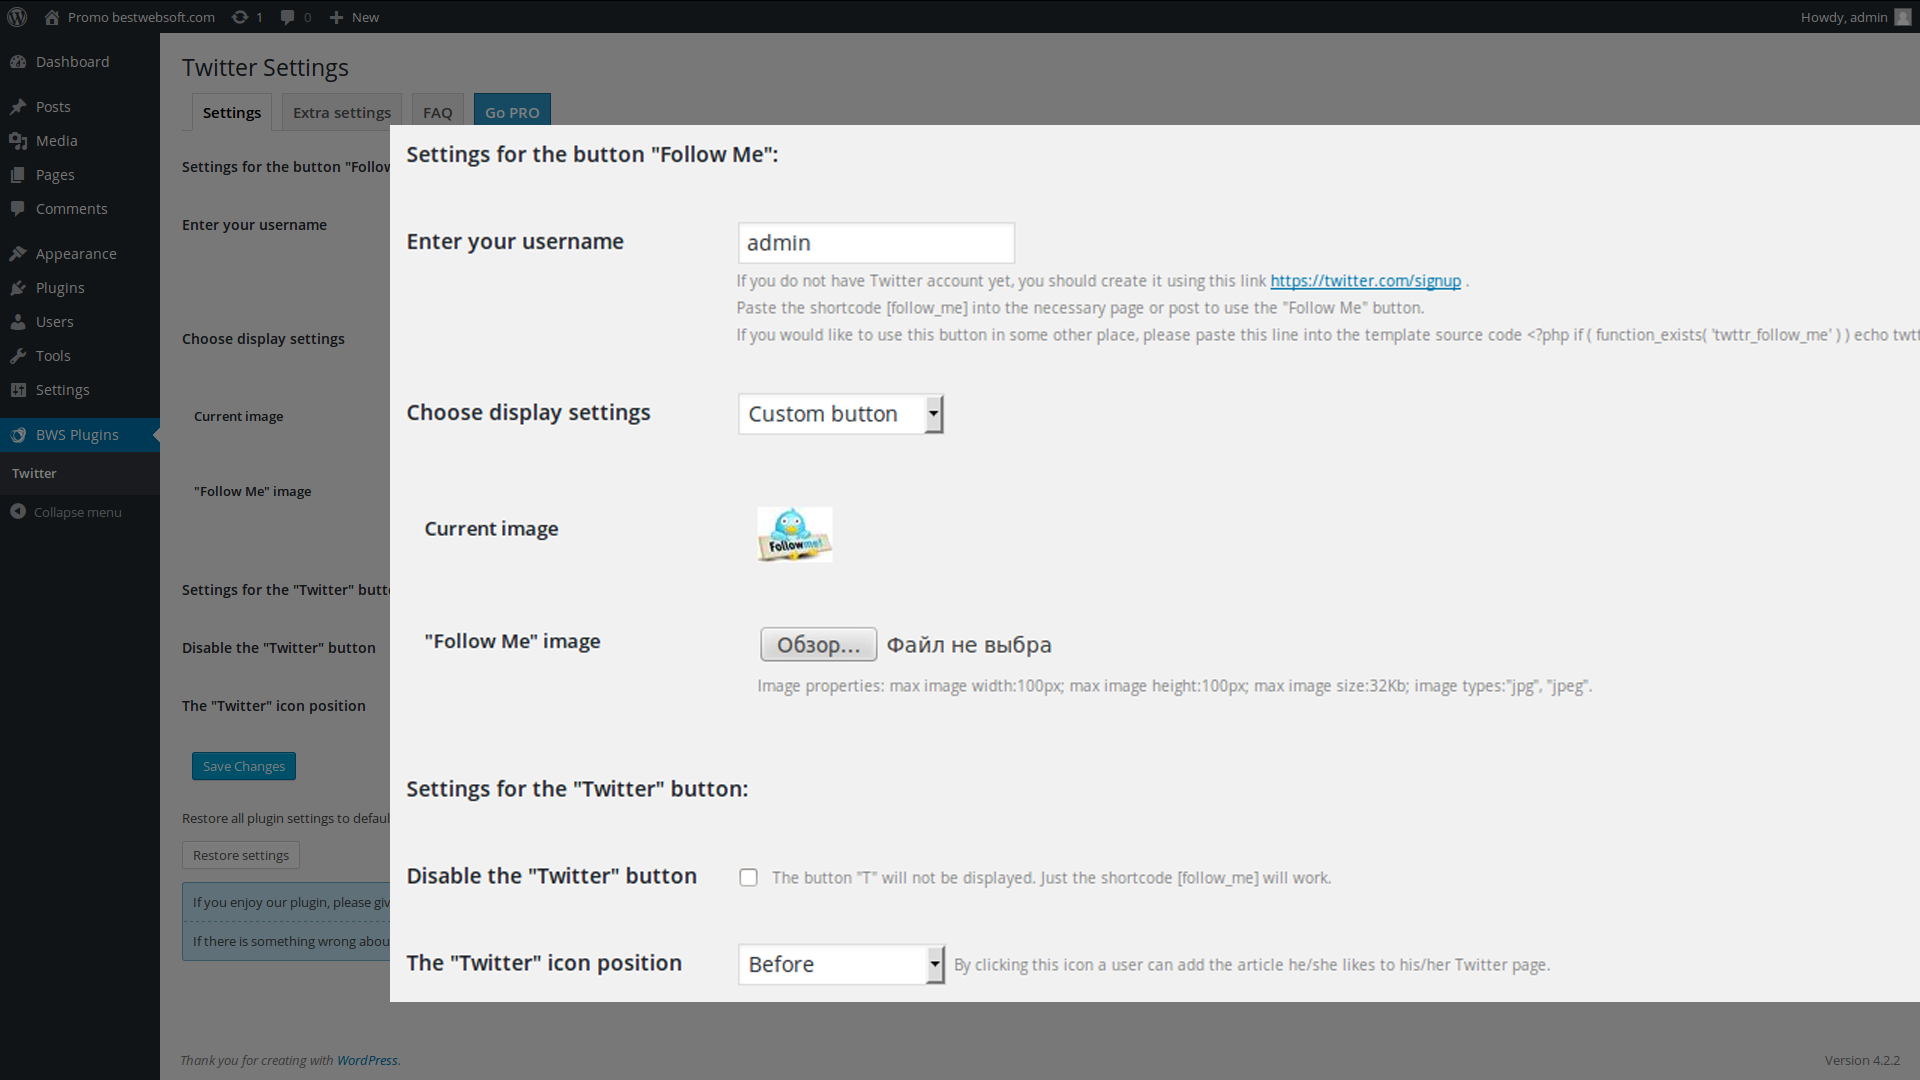 Promo bestwebsoft.com 1 0 New Howdy, admin
Dashboard
Posts
Media
Pages
Comments
Appearance
Plugins
Users
Tools
Settings
BWS Plugins
Twitter
Collapse menu
Twitter Settings
Settings Extra settings FAQ Go PRO
Settings for the button "Follow
Enter your username
Choose display settings
Current image
"Follow Me" image
Settings for the "Twitter" butt
Disable the "Twitter" button
The "Twitter" icon position
Save Changes
Restore all plugin settings to defaul
Restore settings
If you enjoy our plugin, please giv
If there is something wrong abou
Settings for the button "Follow Me":
Enter your username admin
If you do not have Twitter account yet, you should create it using this link https://twitter.com/signup .
Paste the shortcode [follow_me] into the necessary page or post to use the "Follow Me" button.
If you would like to use this button in some other place, please paste this line into the template source code <?php if ( function_exists( 'twttr_follow_me' ) ) echo twtt
Choose display settings Custom button
Current image
Follow me!
"Follow Me" image Обзор... Файл не выбра
Image properties: max image width:100px; max image height:100px; max image size:32Kb; image types:"jpg", "jpeg".
Settings for the "Twitter" button:
Disable the "Twitter" button The button "T" will not be displayed. Just the shortcode [follow_me] will work.
The "Twitter" icon position Before By clicking this icon a user can add the article he/she likes to his/her Twitter page.
Thank you for creating with WordPress. Version 4.2.2